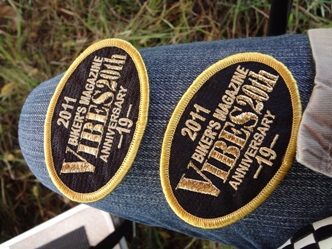 2011
BIKER'S MAGAZINE
VIBES 20th
ANNIVERSARY
-19-
2011
BIKER'S MAGAZINE
VIBES 20th
ANNIVERSARY
-19-